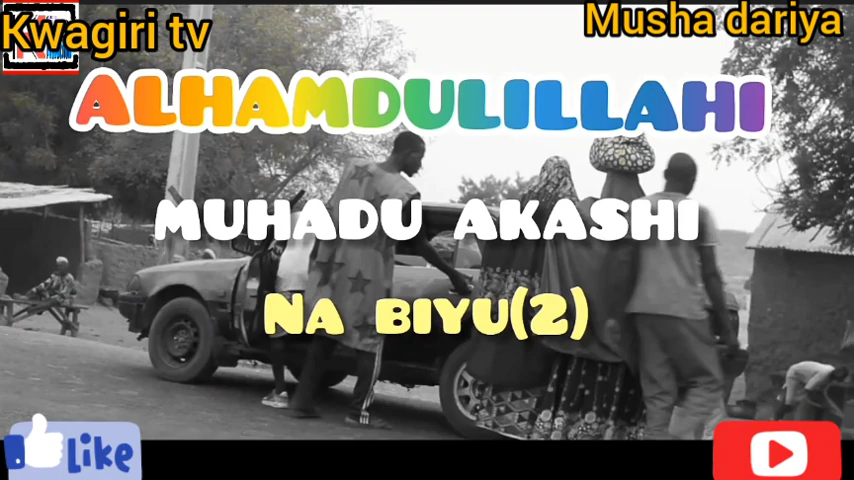 Kwagiri tv
Musha dariya
ALHAMDULILLAHI
MUHADU AKASHI
NA BIYU(2)
Like